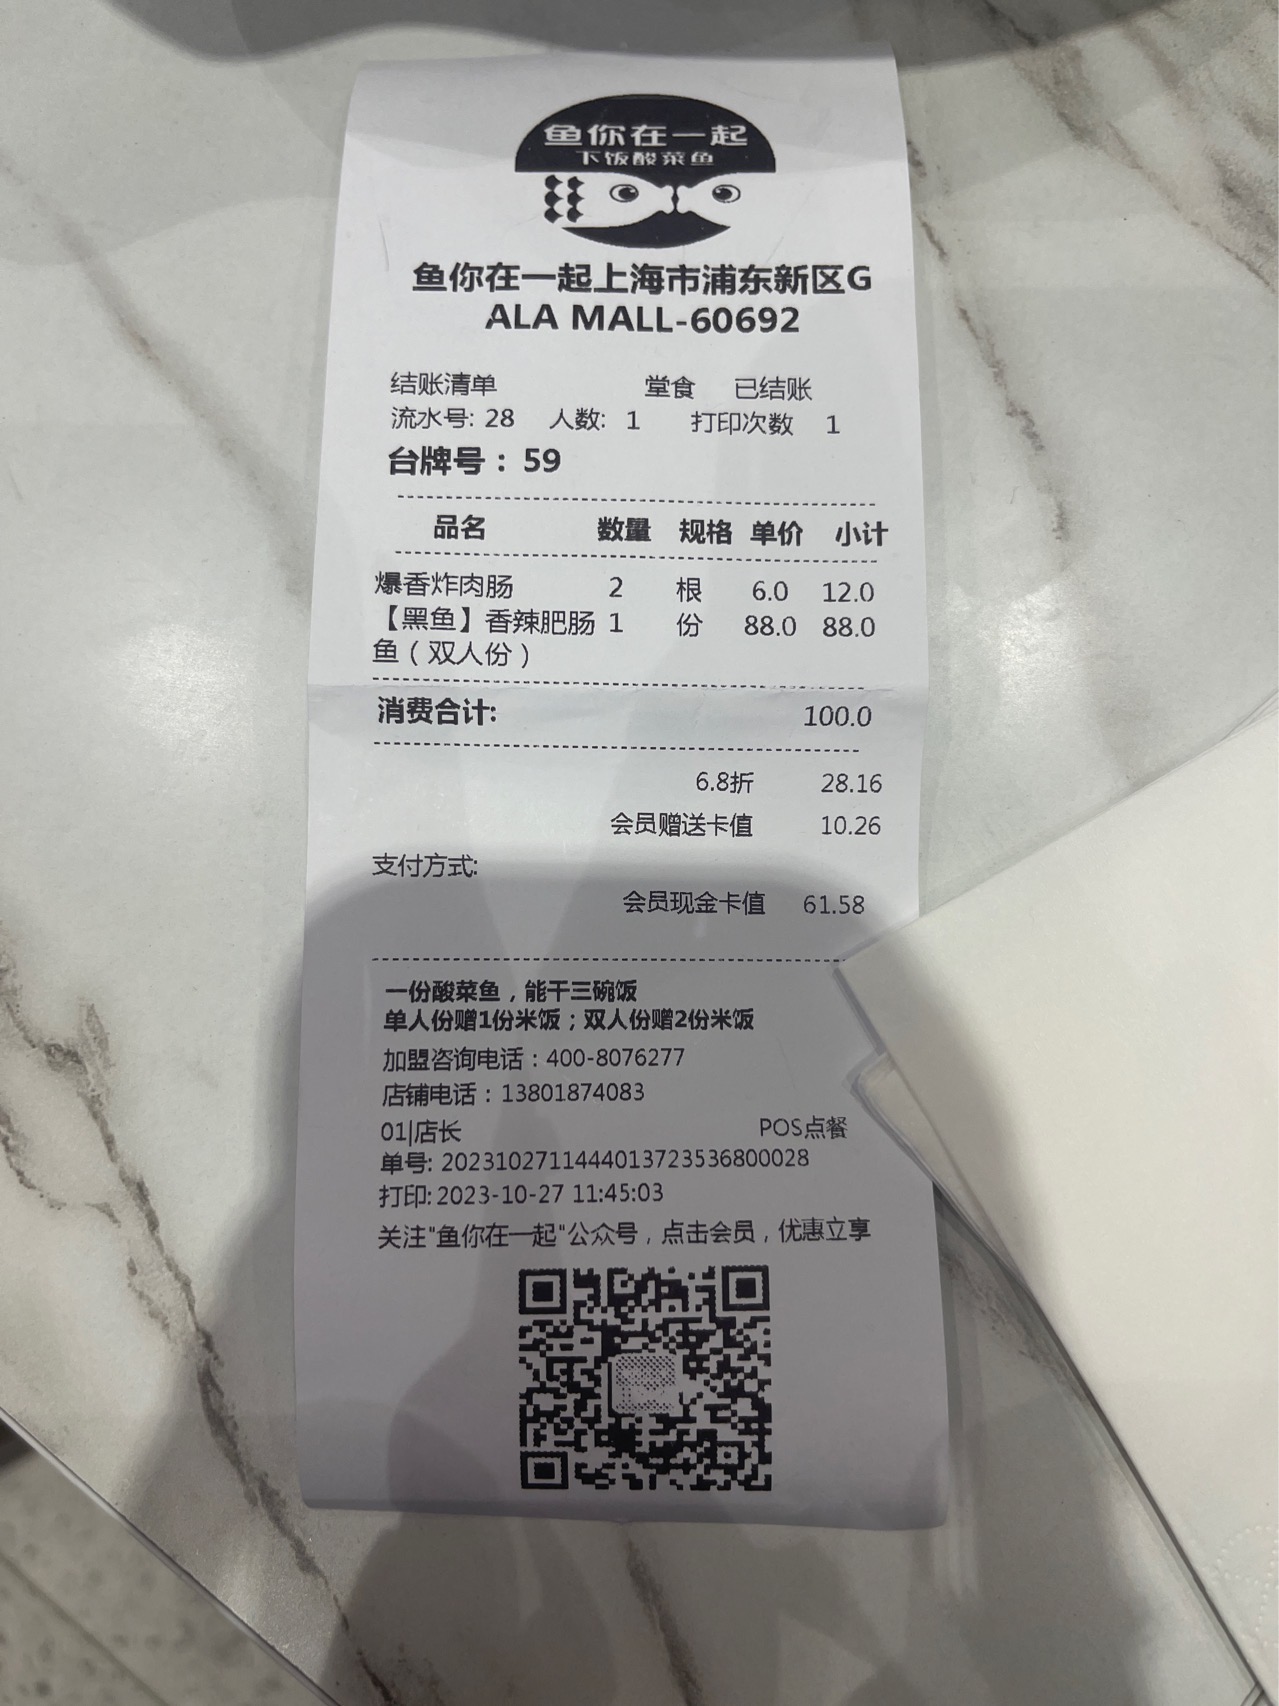 鱼你在一起
下饭酸菜鱼
鱼你在一起上海市浦东新区G
ALA MALL-60692
结账清单 堂食 已结账
流水号: 28 人数: 1 打印次数 1
台牌号：59
品名 数量 规格 单价 小计
爆香炸肉肠 2 根 6.0 12.0
【黑鱼】香辣肥肠 1 份 88.0 88.0
鱼（双人份）
消费合计: 100.0
6.8折 28.16
会员赠送卡值 10.26
支付方式:
会员现金卡值 61.58
一份酸菜鱼，能干三碗饭
单人份赠1份米饭；双人份赠2份米饭
加盟咨询电话：400-8076277
店铺电话：13801874083
01|店长 POS点餐
单号: 2023102711444013723536800028
打印: 2023-10-27 11:45:03
关注"鱼你在一起"公众号，点击会员，优惠立享